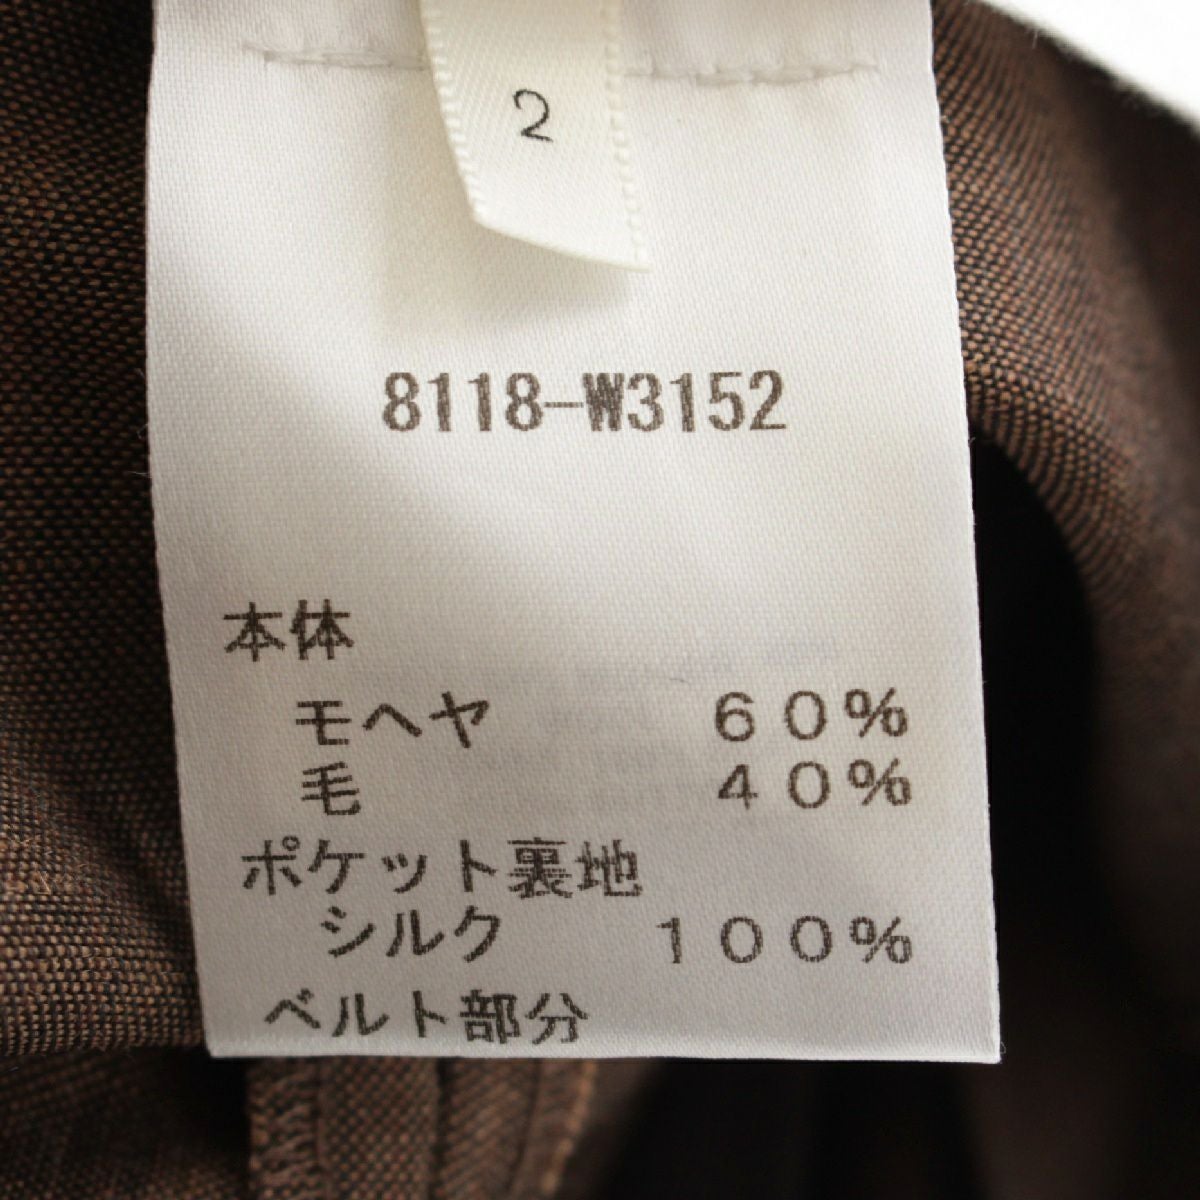 2
8118-W3152
本体
モヘヤ 60%
毛 40%
ポケット裏地
シルク 100%
ベルト部分